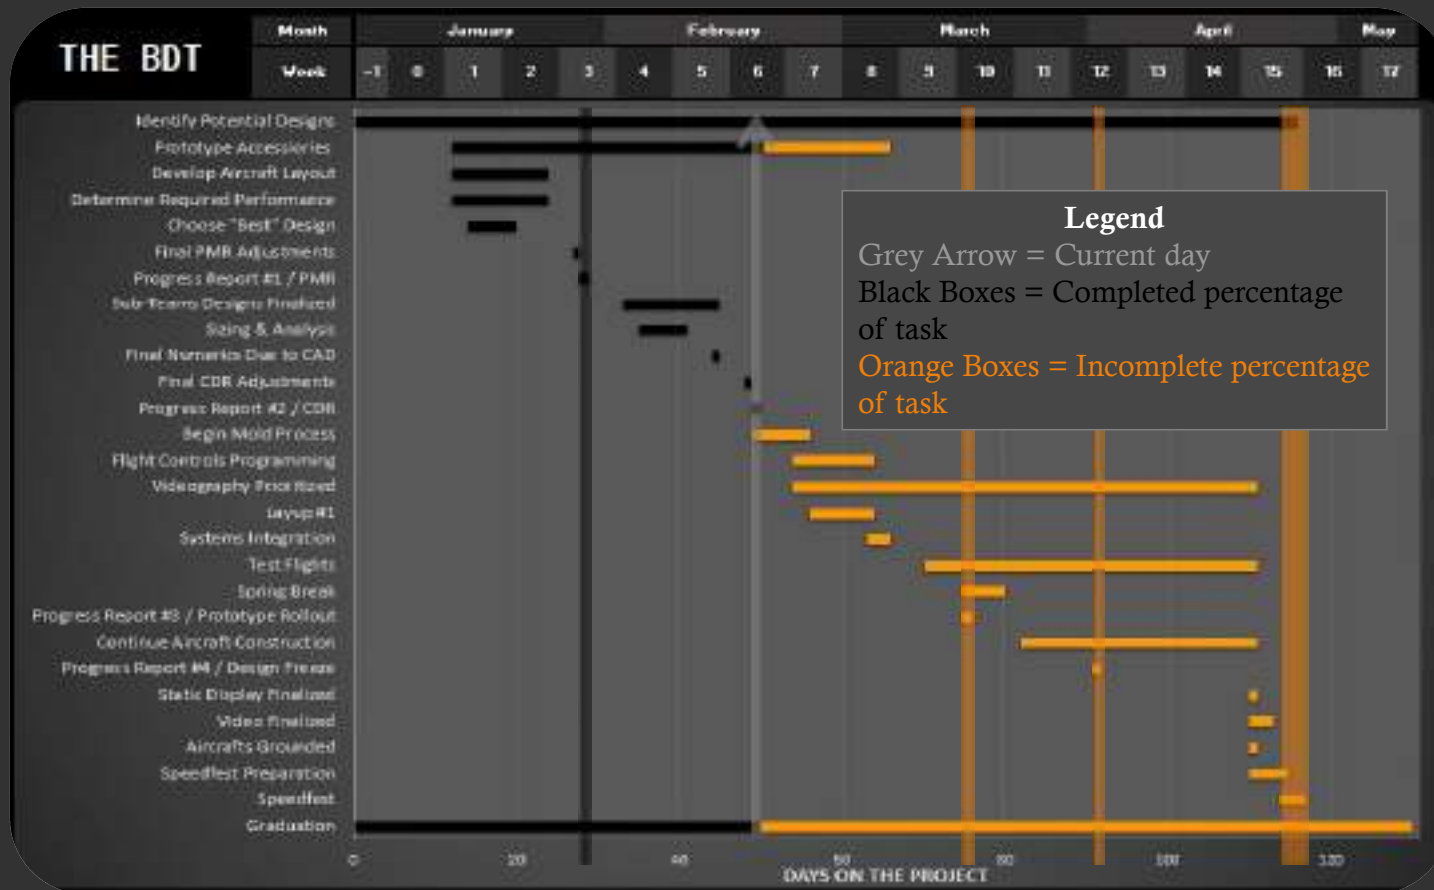 THE BDT
Month January February March April May
Week -1 0 1 2 3 4 5 6 7 8 9 10 11 12 13 14 15 16 17
Identify Potential Designs
Prototype Accessories
Develop Aircraft Layout
Determine Required Performance
Choose "Best" Design
Final PMR Adjustments
Progress Report #1 / PMR
Sub-Teams Designs Finalized
Sizing & Analysis
Final Numerics Due to CAD
Final CDR Adjustments
Progress Report #2 / CDR
Begin Mold Process
Flight Controls Programming
Videography Prioritized
Layup #1
Systems Integration
Test Flights
Spring Break
Progress Report #3 / Prototype Rollout
Continue Aircraft Construction
Progress Report #4 / Design Freeze
Static Display Finalized
Video Finalized
Aircrafts Grounded
Speedfest Preparation
Speedfest
Graduation
Legend
Grey Arrow = Current day
Black Boxes = Completed percentage
of task
Orange Boxes = Incomplete percentage
of task
0 20 40 60 80 100 120
DAYS ON THE PROJECT